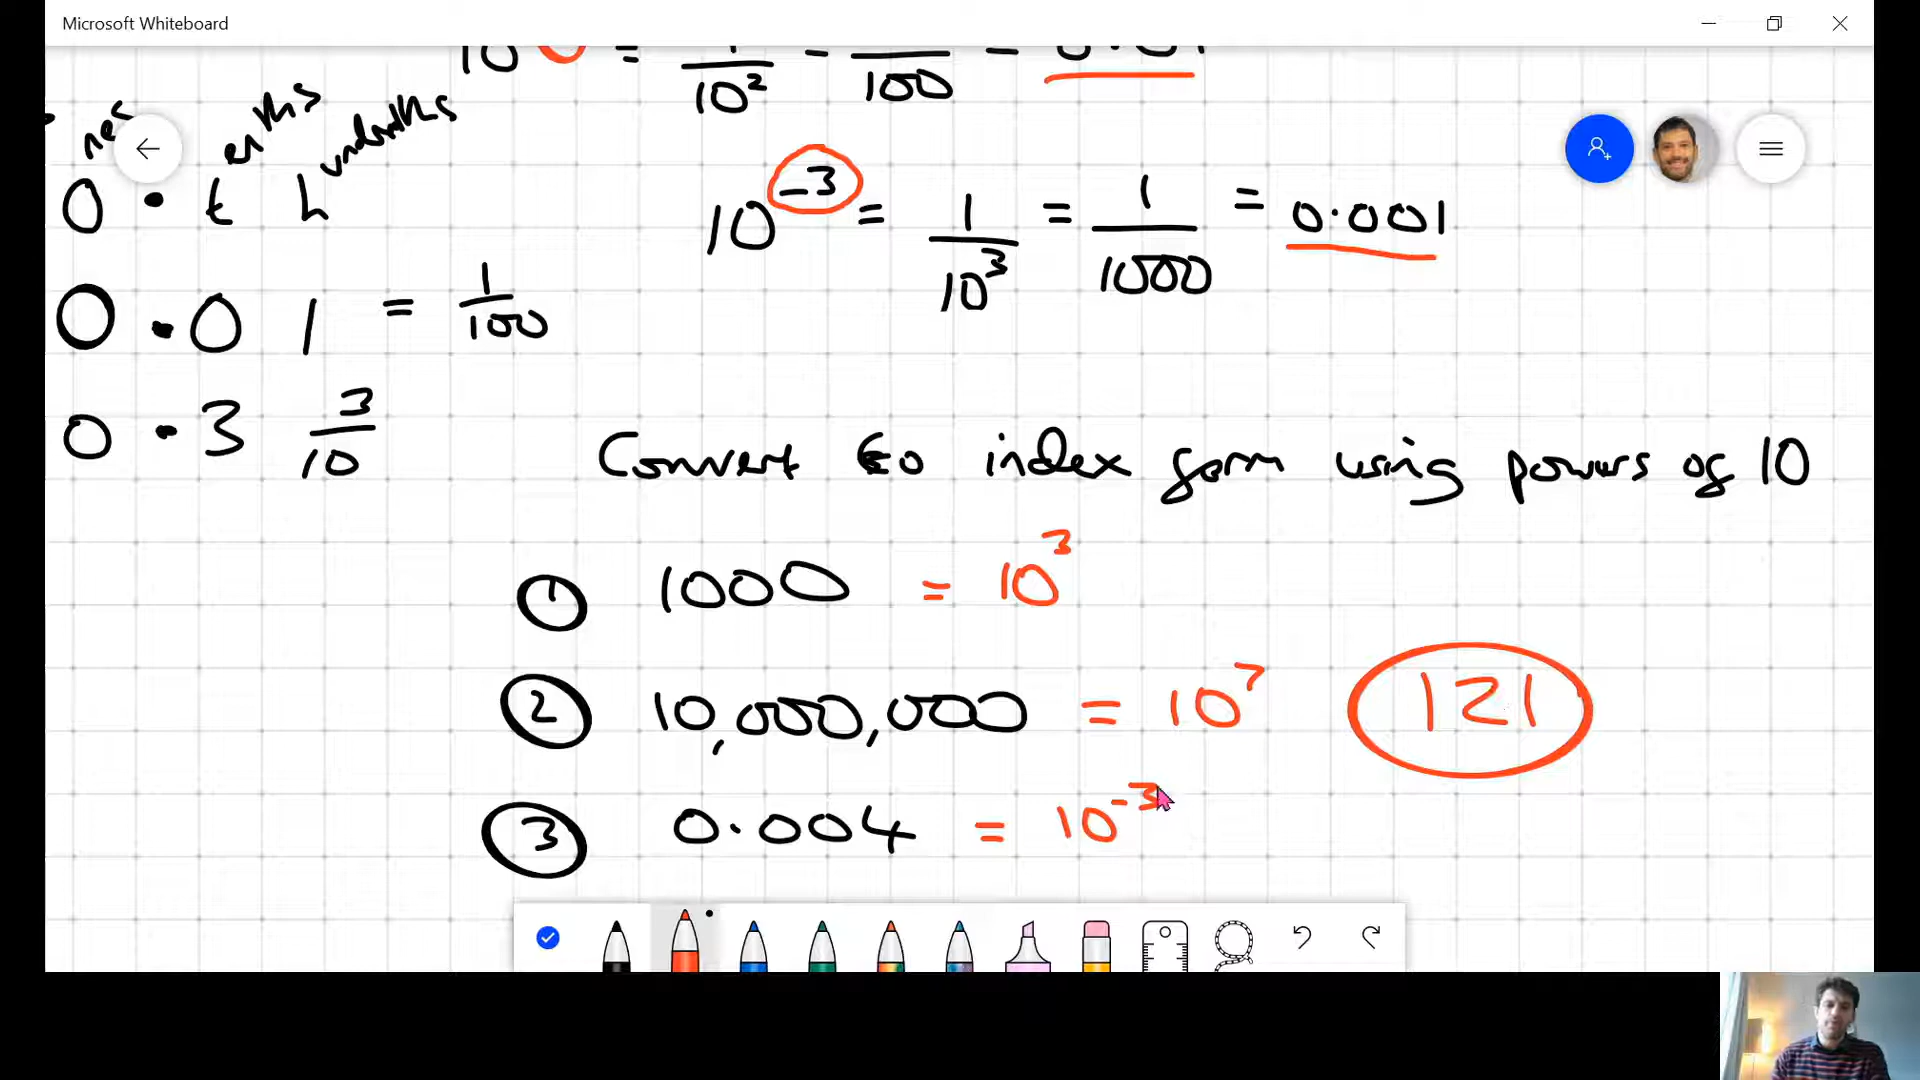 Microsoft Whiteboard
= 1/10² = 1/100 = 0.01
enths
undredths
0 . t h
10⁻³ = 1/10³ = 1/1000 = 0.001
0 . 0 1 = 1/100
0 . 3 3/10
Convert to index form using powers of 10
① 1000 = 10³
② 10,000,000 = 10⁷ 121
③ 0.004 = 10⁻³